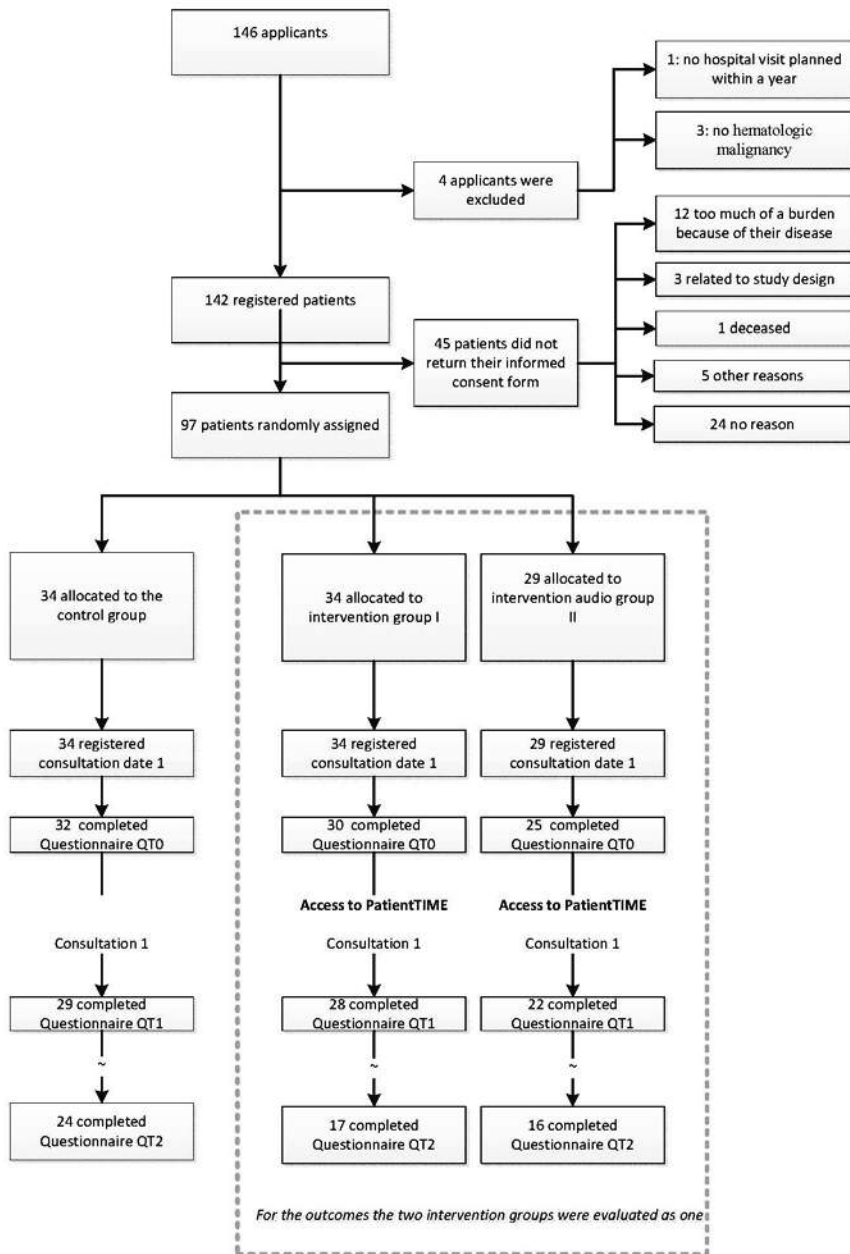 146 applicants
1: no hospital visit planned
within a year
3: no hematologic
malignancy
4 applicants were
excluded
12 too much of a burden
because of their disease
3 related to study design
142 registered patients
1 deceased
45 patients did not
return their informed
consent form
5 other reasons
24 no reason
97 patients randomly assigned
34 allocated to the
control group
34 allocated to
intervention group I
29 allocated to
intervention audio group
II
34 registered
consultation date 1
34 registered
consultation date 1
29 registered
consultation date 1
32 completed
Questionnaire QT0
30 completed
Questionnaire QT0
25 completed
Questionnaire QT0
Access to PatientTIME
Access to PatientTIME
Consultation 1
Consultation 1
Consultation 1
29 completed
Questionnaire QT1
28 completed
Questionnaire QT1
22 completed
Questionnaire QT1
~
~
~
24 completed
Questionnaire QT2
17 completed
Questionnaire QT2
16 completed
Questionnaire QT2
For the outcomes the two intervention groups were evaluated as one